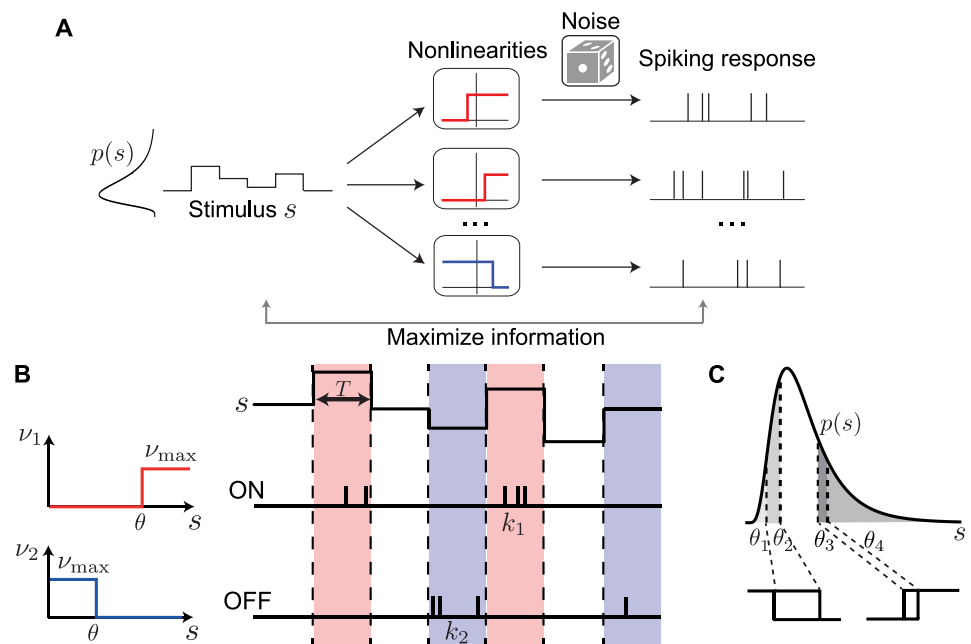 A
Noise
Nonlinearities
Spiking response
p(s)
Stimulus s
...
...
Maximize information
B
C
s
T
p(s)
ν1
νmax
θ
s
ON
k1
θ1
θ2
θ3
θ4
s
ν2
νmax
θ
s
OFF
k2